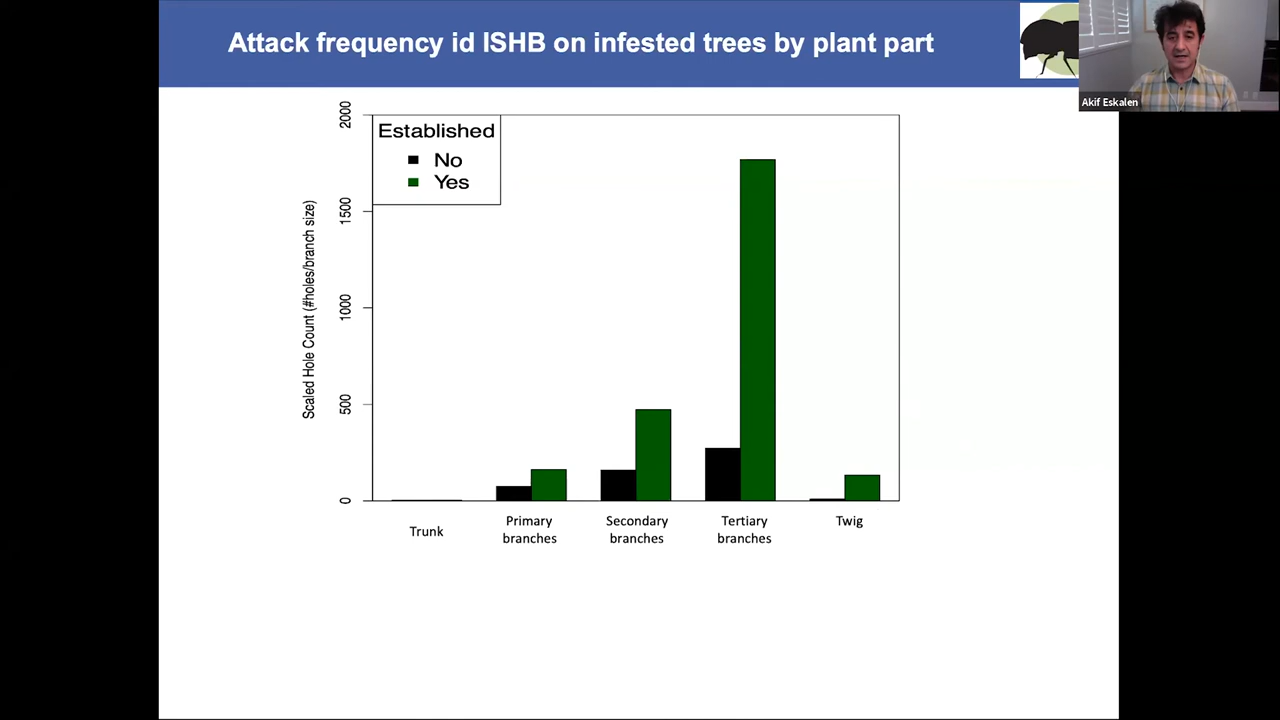 Attack frequency id ISHB on infested trees by plant part
Akif Eskalen
Established
No
Yes
Scaled Hole Count (#holes/branch size)
2000
1500
1000
500
0
Trunk
Primary
branches
Secondary
branches
Tertiary
branches
Twig